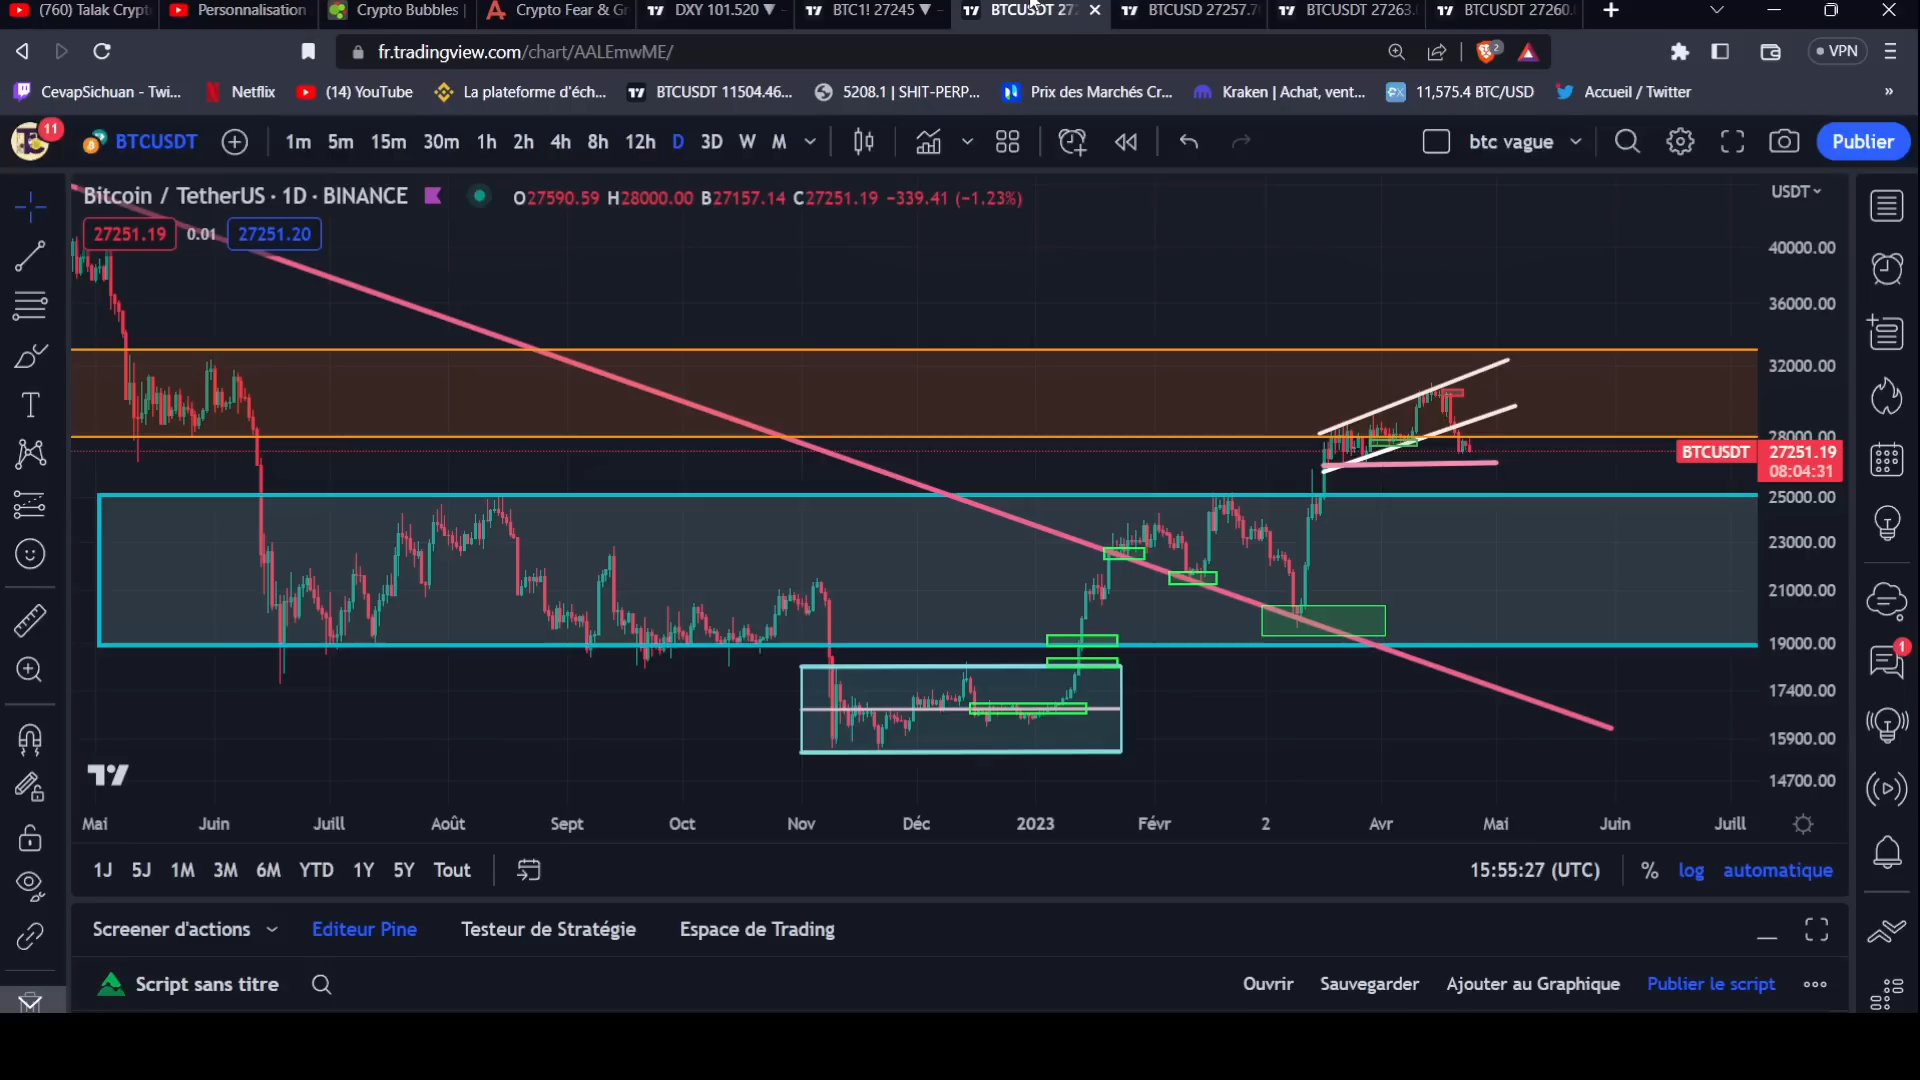 (760) Talak Crypt
Personnalisation
Crypto Bubbles |
Crypto Fear & Gr
DXY 101.520 ▼
BTC1! 27245 ▼
BTCUSDT 27
BTCUSD 27257.7
BTCUSDT 27263.
BTCUSDT 27260.
fr.tradingview.com/chart/AALEmwME/
2
VPN
CevapSichuan - Twi...
Netflix
(14) YouTube
La plateforme d'éch...
BTCUSDT 11504.46...
5208.1 | SHIT-PERP...
Prix des Marchés Cr...
Kraken | Achat, vent...
11,575.4 BTC/USD
Accueil / Twitter
»
11
BTCUSDT
1m 5m 15m 30m 1h 2h 4h 8h 12h D 3D W M
btc vague
Publier
Bitcoin / TetherUS · 1D · BINANCE
O27590.59 H28000.00 B27157.14 C27251.19 −339.41 (−1.23%)
USDT
27251.19 0.01 27251.20
40000.00
36000.00
32000.00
28000.00
BTCUSDT 27251.19
08:04:31
25000.00
23000.00
21000.00
19000.00
17400.00
15900.00
14700.00
1
Mai Juin Juill Août Sept Oct Nov Déc 2023 Févr 2 Avr Mai Juin Juill
1J 5J 1M 3M 6M YTD 1Y 5Y Tout
15:55:27 (UTC) % log automatique
Screener d'actions Editeur Pine Testeur de Stratégie Espace de Trading
Script sans titre
Ouvrir Sauvegarder Ajouter au Graphique Publier le script